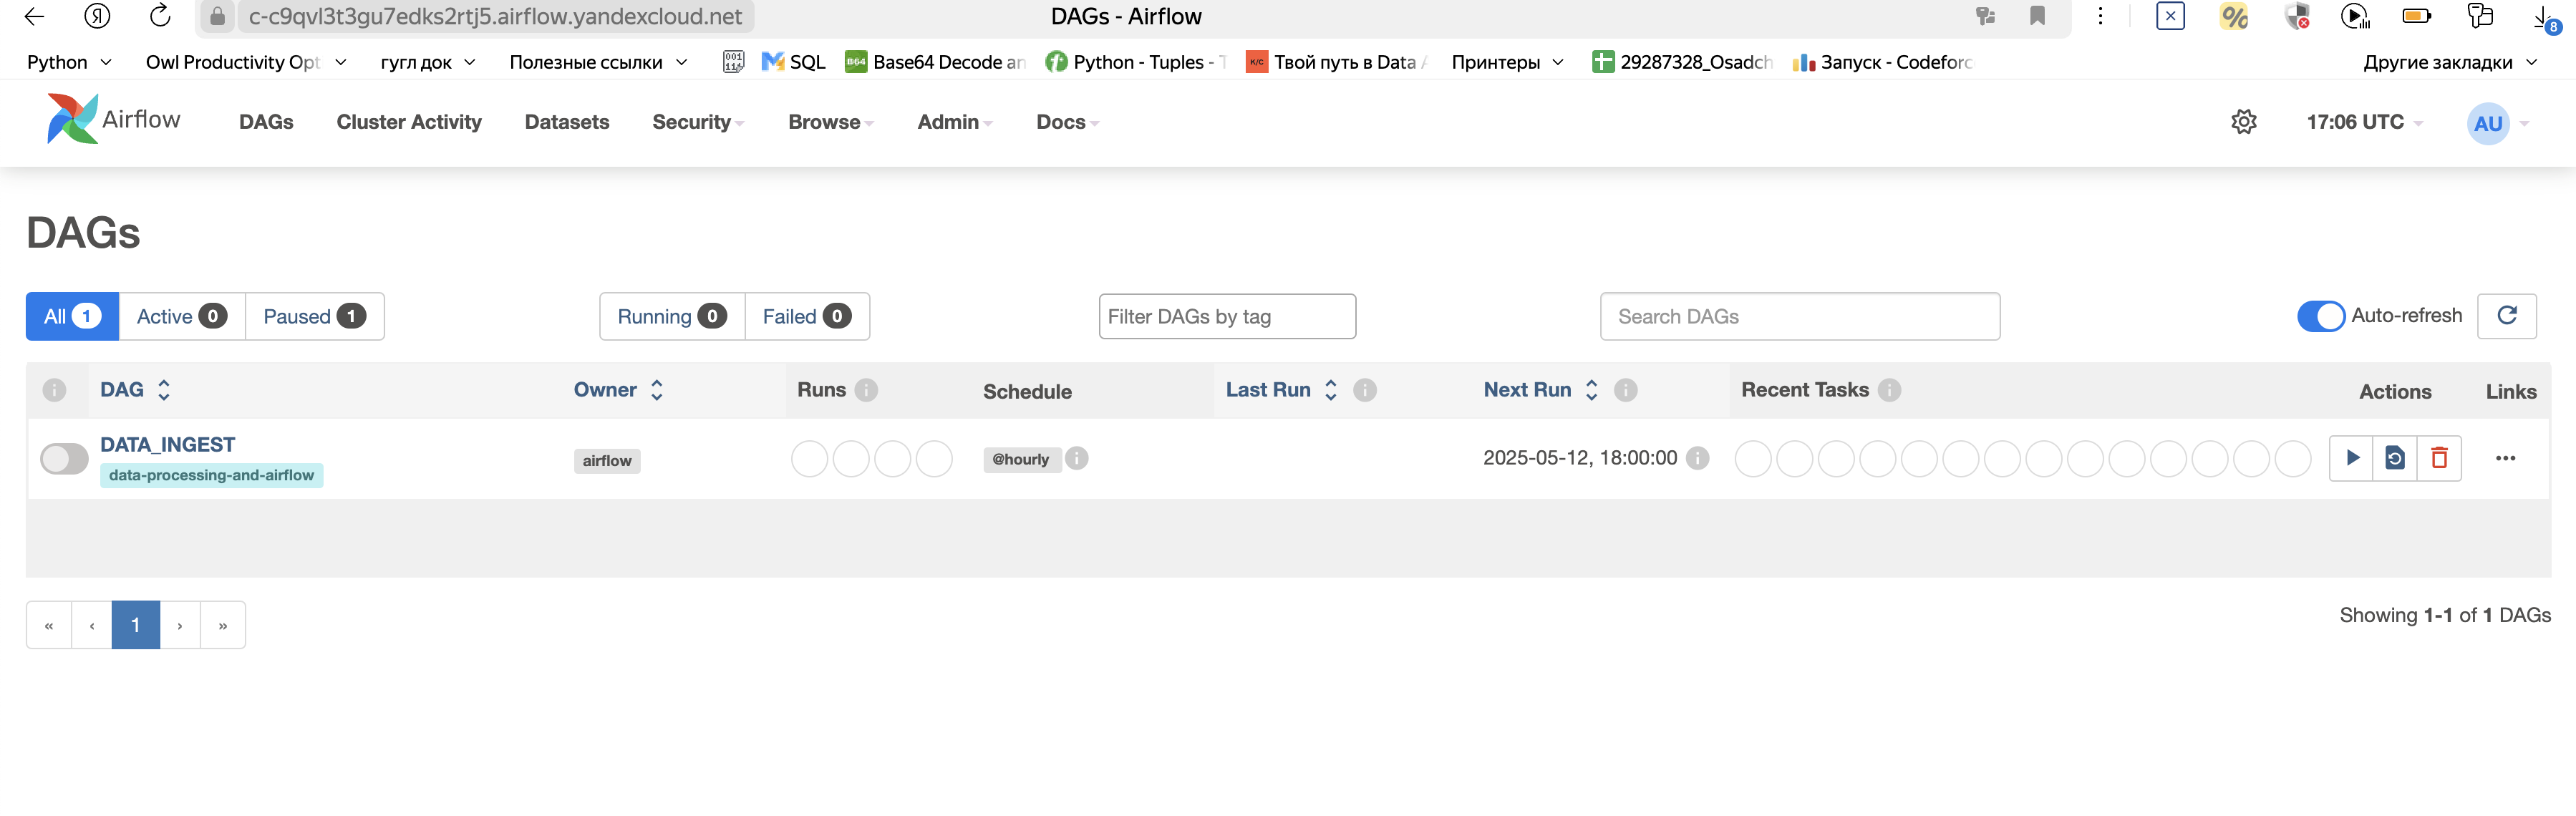 c-c9qvl3t3gu7edks2rtj5.airflow.yandexcloud.net DAGs - Airflow 8
Python Owl Productivity Opt гугл док Полезные ссылки SQL B64 Base64 Decode an Python - Tuples - T K/C Твой путь в Data A Принтеры 29287328_Osadch Запуск - Codeforc Другие закладки
Airflow DAGs Cluster Activity Datasets Security Browse Admin Docs 17:06 UTC AU
DAGs
All 1 Active 0 Paused 1 Running 0 Failed 0 Filter DAGs by tag Search DAGs Auto-refresh
DAG Owner Runs Schedule Last Run Next Run Recent Tasks Actions Links
DATA_INGEST airflow @hourly 2025-05-12, 18:00:00
data-processing-and-airflow
« ‹ 1 › »
Showing 1-1 of 1 DAGs